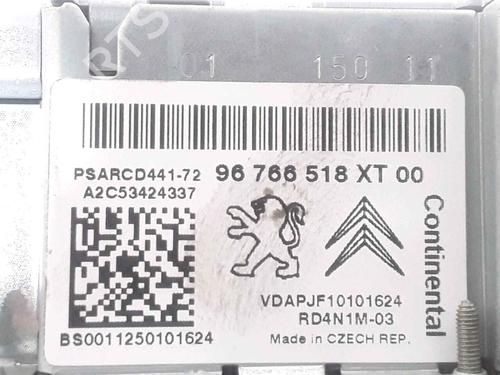 01 150 11
PSARCD441-72 96 766 518 XT 00
A2C53424337
Continental
VDAPJF10101624
RD4N1M-03
BS0011250101624 Made in CZECH REP.